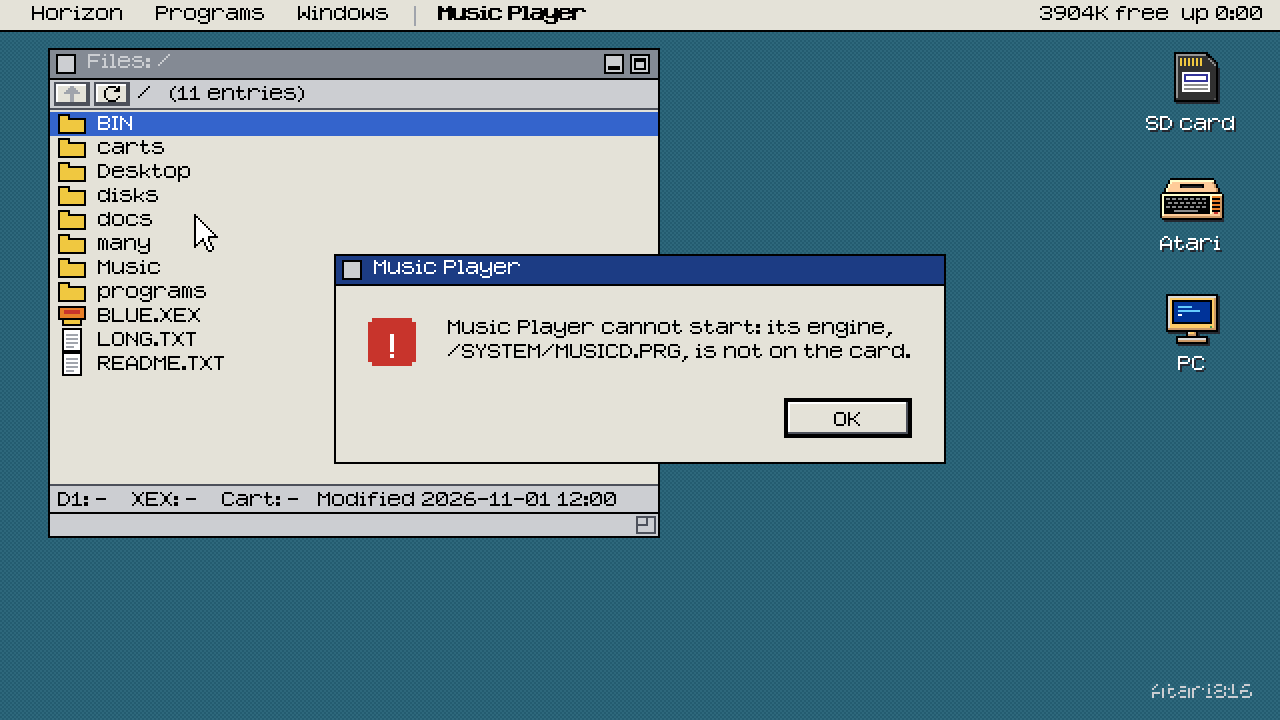 Horizon Programs Windows | Music Player 3904K free up 0:00
Files: /
/ (11 entries)
BIN
carts
Desktop
disks
docs
many
Music
programs
BLUE.XEX
LONG.TXT
README.TXT
D1: - XEX: - Cart: - Modified 2026-11-01 12:00
Music Player
!
Music Player cannot start: its engine,
/SYSTEM/MUSICD.PRG, is not on the card.
OK
SD card
Atari
PC
Atari816